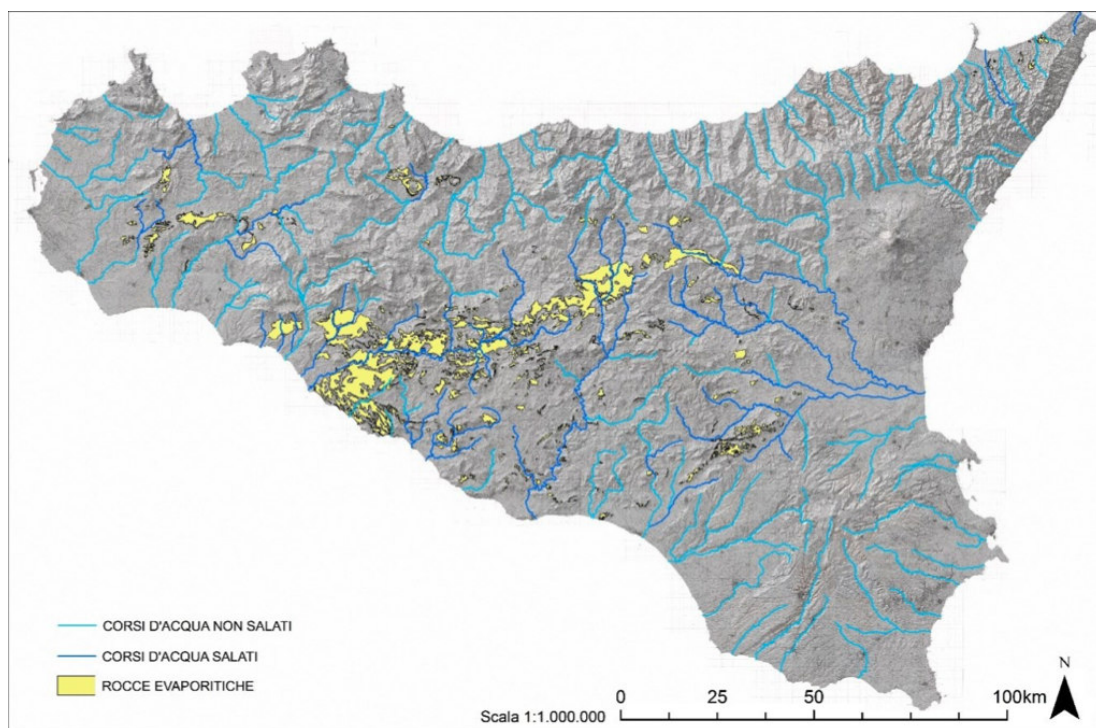 CORSI D'ACQUA NON SALATI
CORSI D'ACQUA SALATI
ROCCE EVAPORITICHE
N
0 25 50 100km
Scala 1:1.000.000